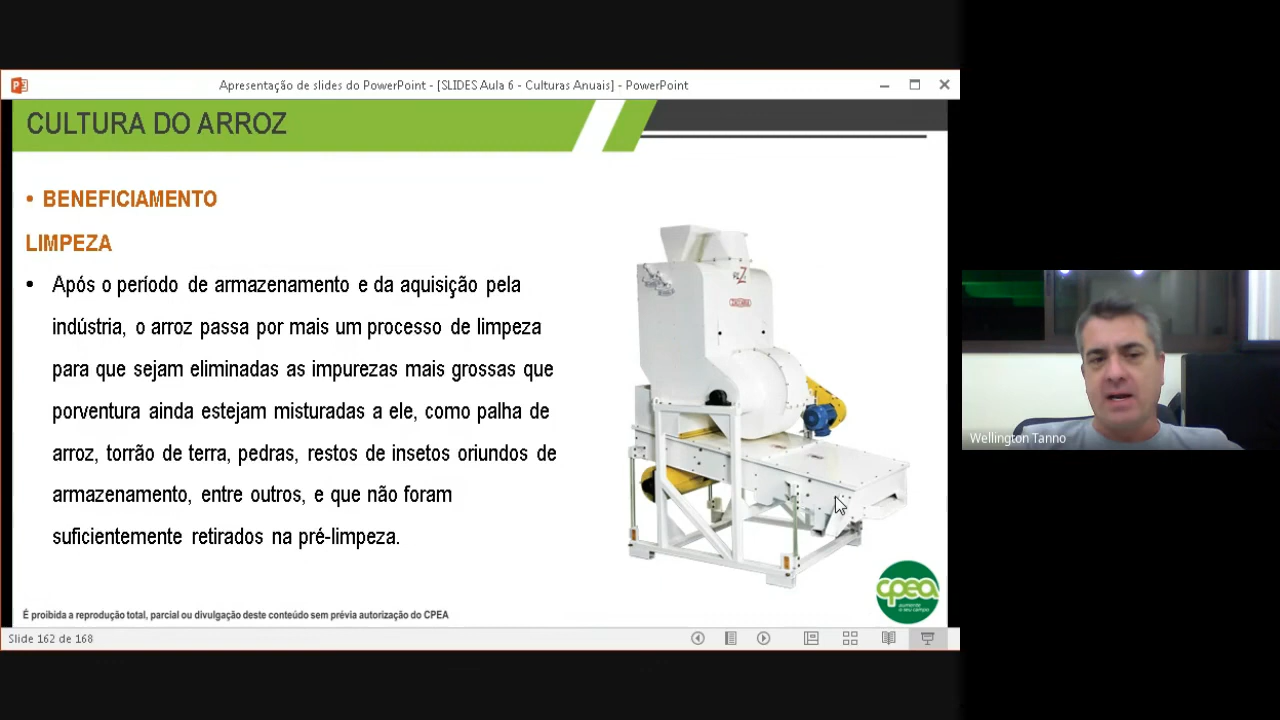 Apresentação de slides do PowerPoint - [SLIDES Aula 6 - Culturas Anuais] - PowerPoint
CULTURA DO ARROZ
• BENEFICIAMENTO
LIMPEZA
• Após o período de armazenamento e da aquisição pela
indústria, o arroz passa por mais um processo de limpeza
para que sejam eliminadas as impurezas mais grossas que
porventura ainda estejam misturadas a ele, como palha de
arroz, torrão de terra, pedras, restos de insetos oriundos de
armazenamento, entre outros, e que não foram
suficientemente retirados na pré-limpeza.
Wellington Tanno
cpea
aumente
o seu campo
É proibida a reprodução total, parcial ou divulgação deste conteúdo sem prévia autorização do CPEA
Slide 162 de 168